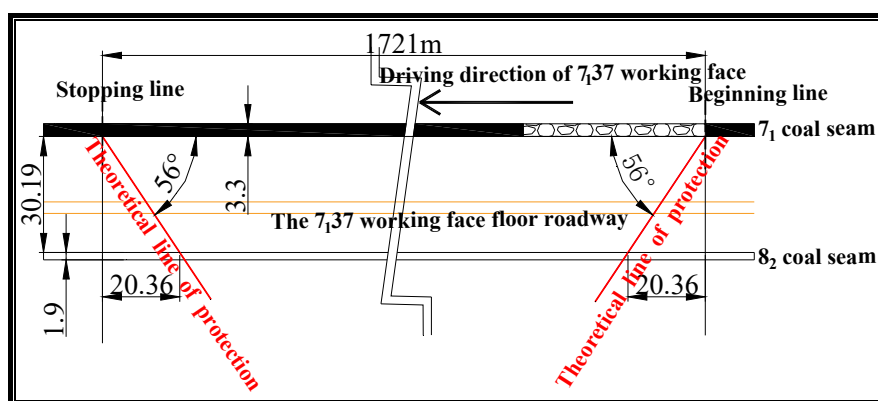 1721m
Driving direction of 7₁37 working face
Stopping line
Beginning line
7₁ coal seam
56°
56°
30.19
3.3
The 7₁37 working face floor roadway
8₂ coal seam
20.36
20.36
1.9
Theoretical line of protection
Theoretical line of protection